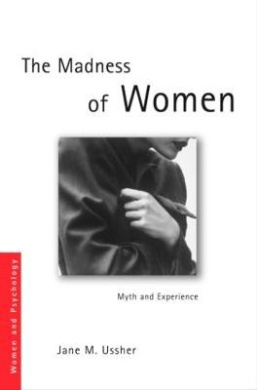 The Madness
of Women
Myth and Experience
Women and Psychology
Jane M. Ussher